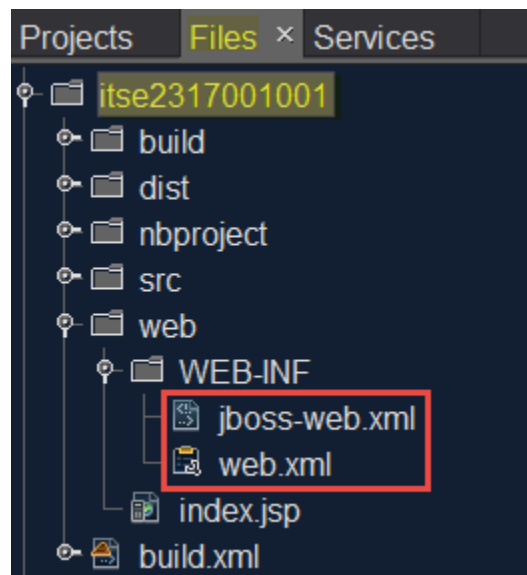 Projects Files × Services
itse2317001001
build
dist
nbproject
src
web
WEB-INF
jboss-web.xml
web.xml
index.jsp
build.xml